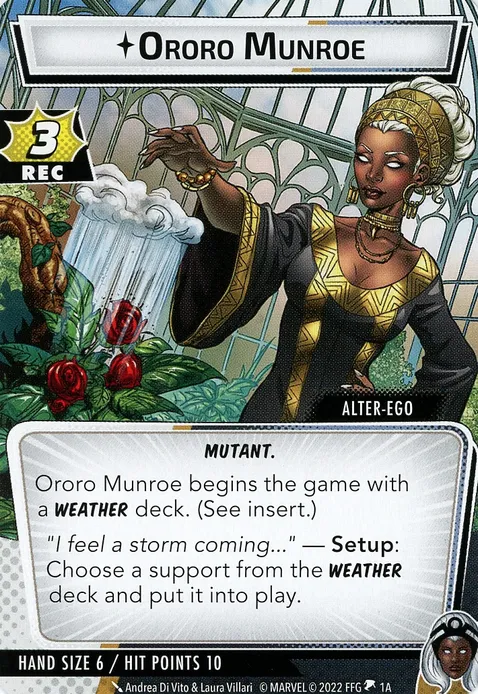 Ororo Munroe
3
REC
ALTER-EGO
MUTANT.
Ororo Munroe begins the game with
a WEATHER deck. (See insert.)
"I feel a storm coming..." — Setup:
Choose a support from the WEATHER
deck and put it into play.
HAND SIZE 6 / HIT POINTS 10
Andrea Di Vito & Laura Villari © MARVEL © 2022 FFG 1A